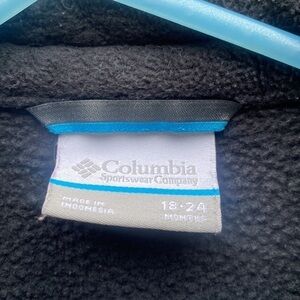 Columbia
Sportswear Company
MADE IN
INDONESIA
18-24
MONTHS